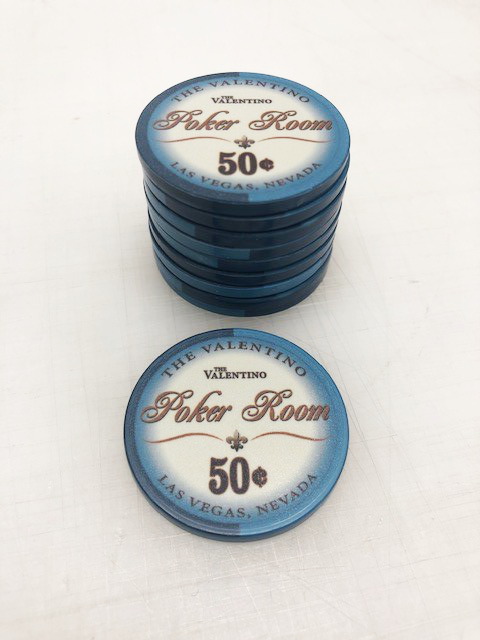 THE VALENTINO
THE
VALENTINO
Poker Room
50¢
LAS VEGAS, NEVADA
THE VALENTINO
THE
VALENTINO
Poker Room
50¢
LAS VEGAS, NEVADA